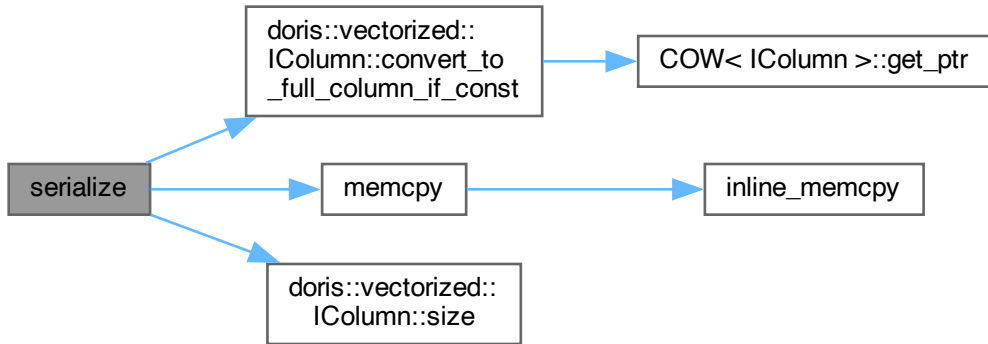 doris::vectorized::
IColumn::convert_to
_full_column_if_const
COW< IColumn >::get_ptr
serialize
memcpy
inline_memcpy
doris::vectorized::
IColumn::size